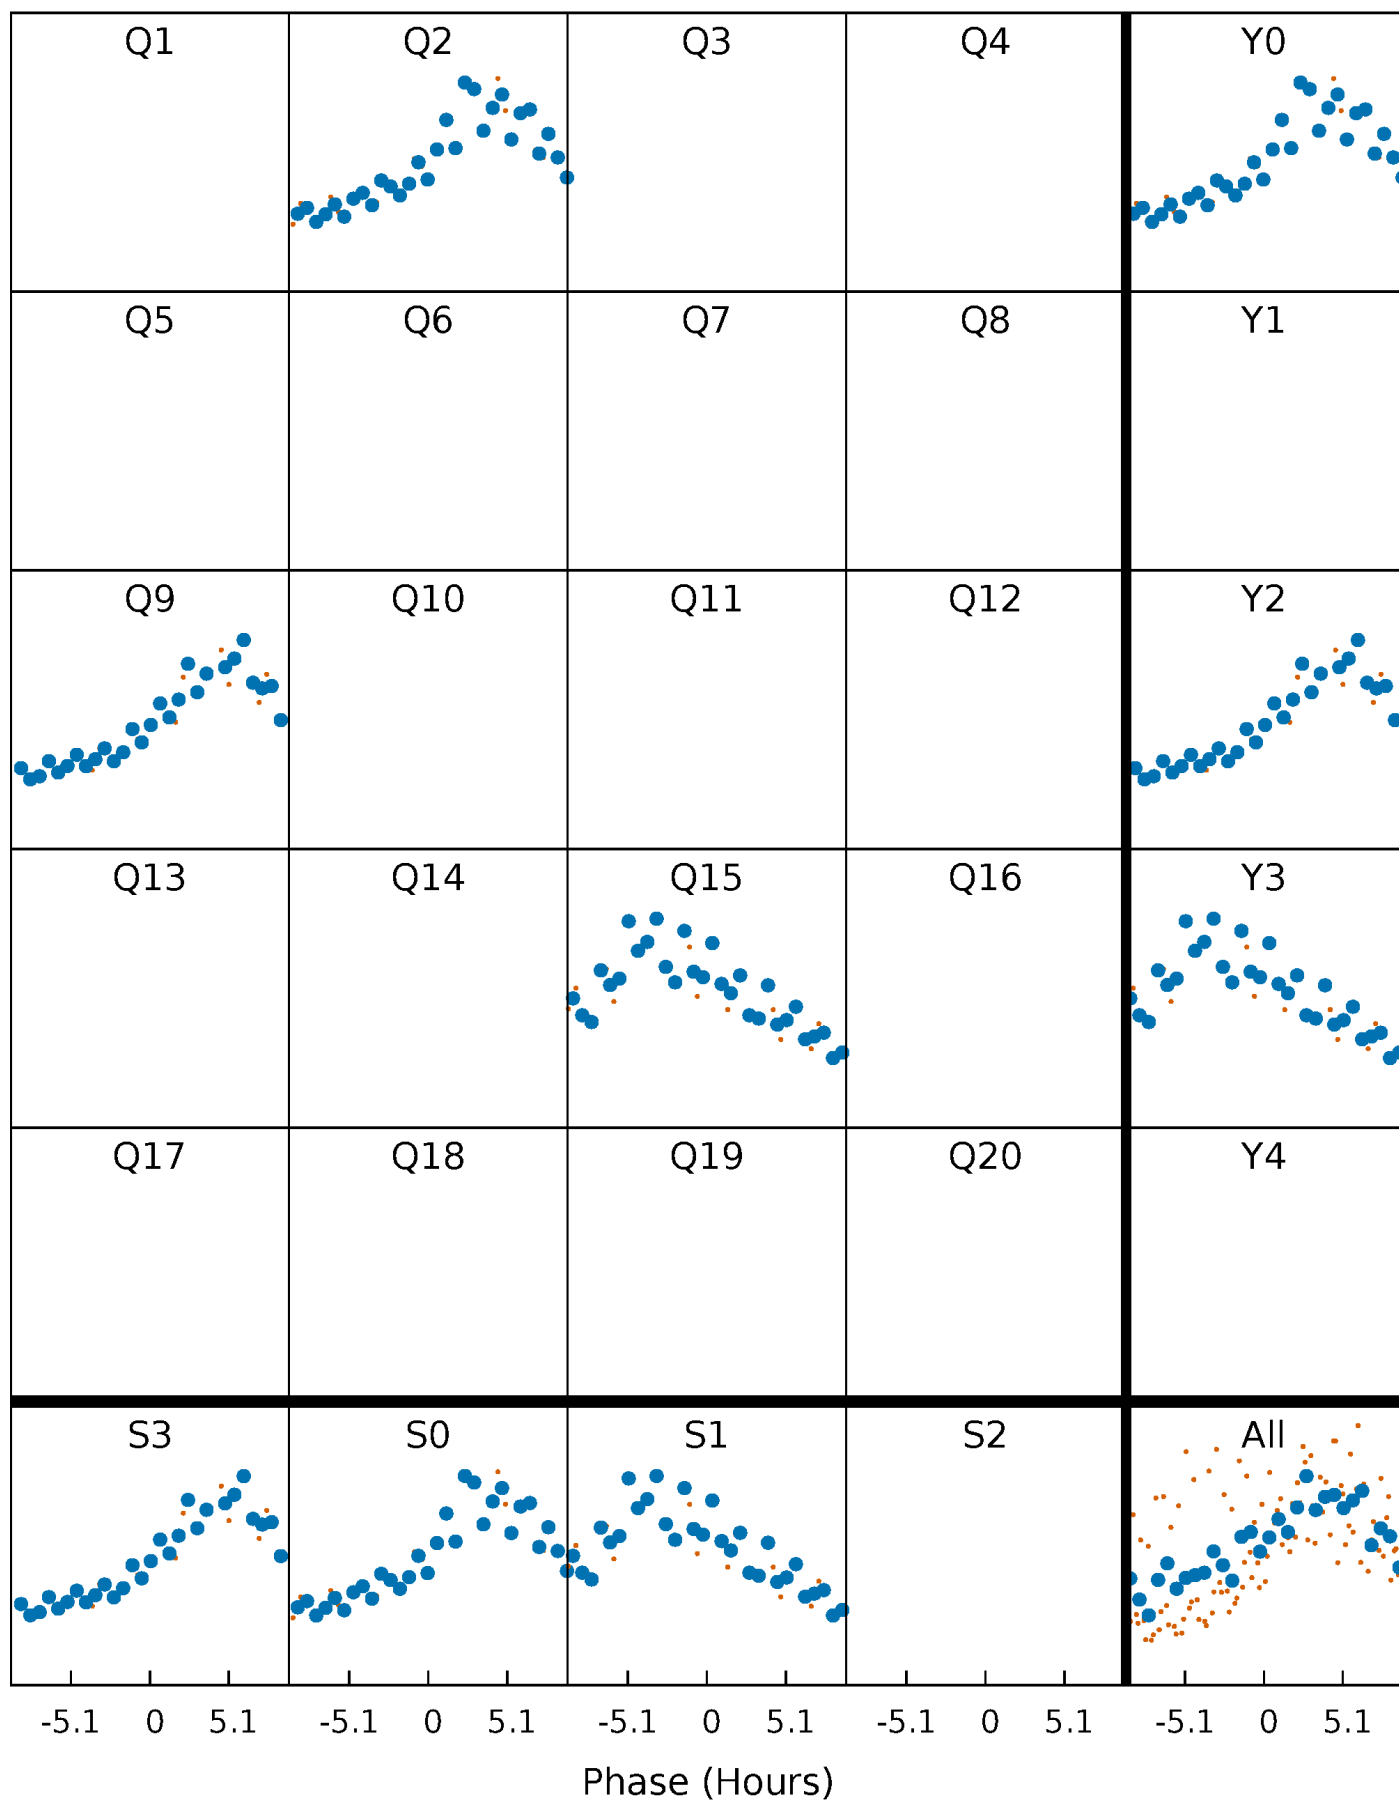 Q1 Q2 Q3 Q4 Y0
Q5 Q6 Q7 Q8 Y1
Q9 Q10 Q11 Q12 Y2
Q13 Q14 Q15 Q16 Y3
Q17 Q18 Q19 Q20 Y4
S3 S0 S1 S2 All
-5.1 0 5.1 -5.1 0 5.1 -5.1 0 5.1 -5.1 0 5.1 -5.1 0 5.1
Phase (Hours)